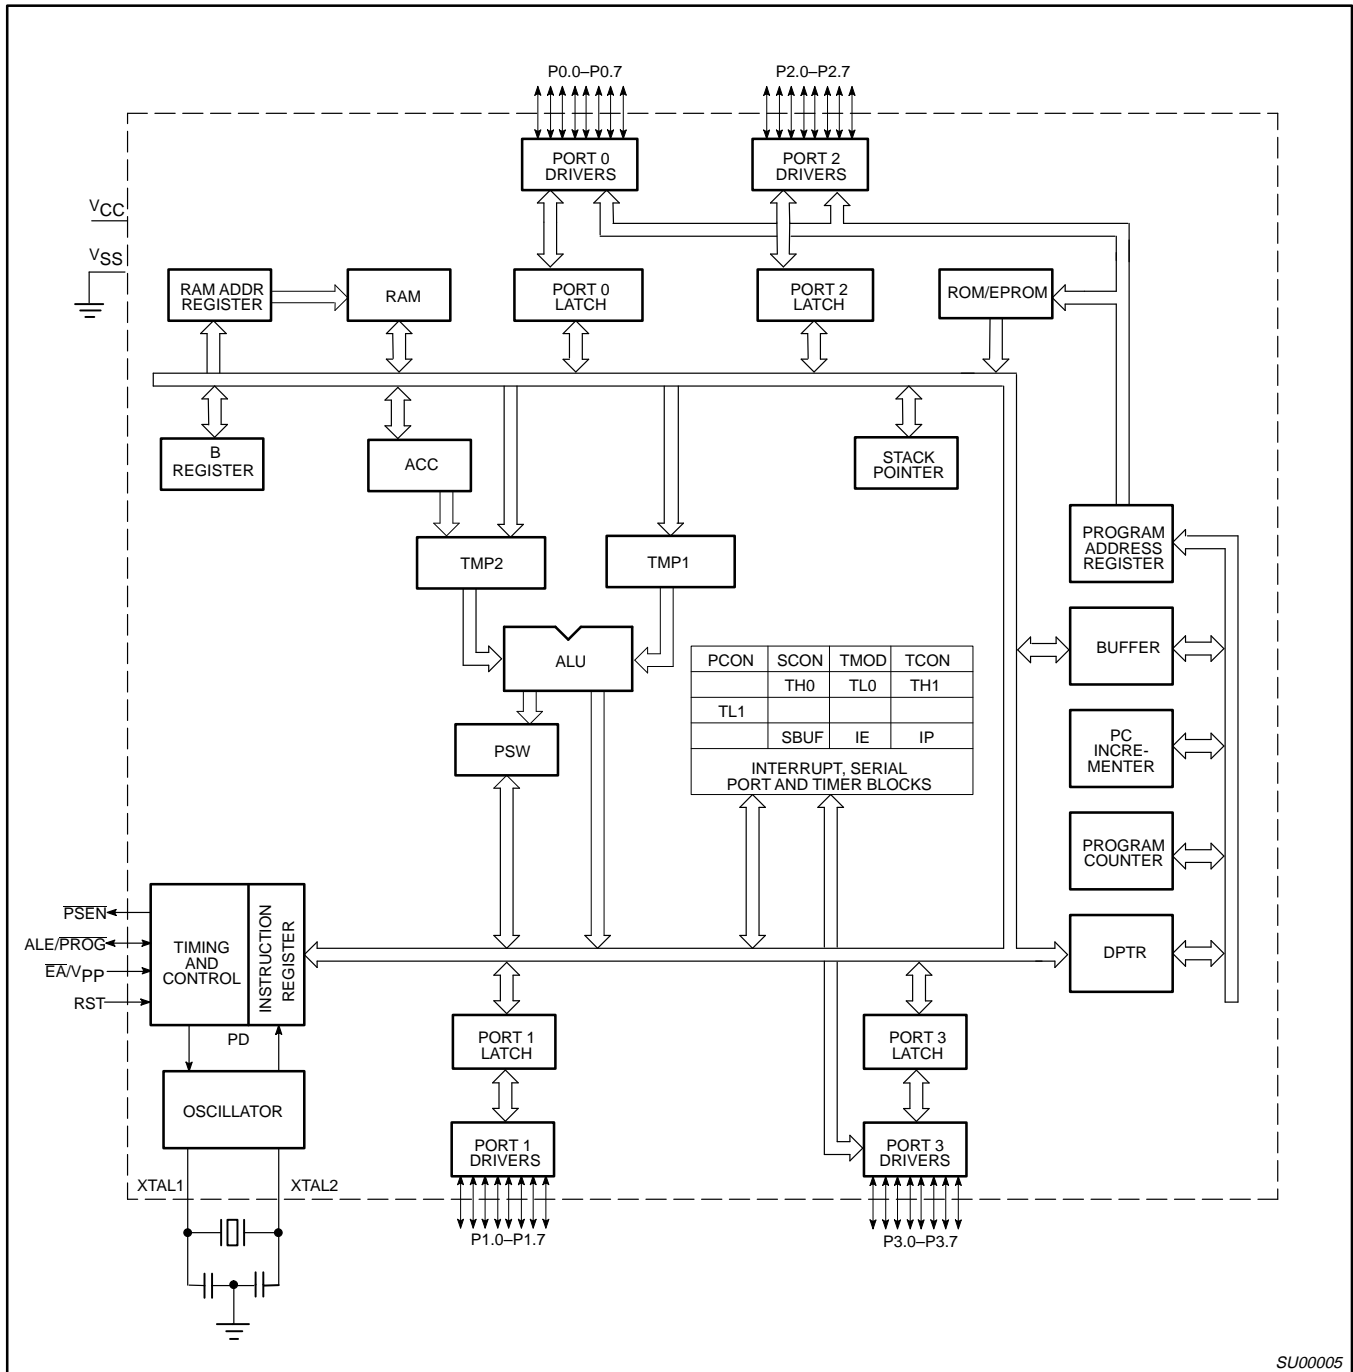 P0.0–P0.7
P2.0–P2.7
PORT 0
DRIVERS
PORT 2
DRIVERS
VCC
VSS
RAM ADDR
REGISTER
RAM
PORT 0
LATCH
PORT 2
LATCH
ROM/EPROM
B
REGISTER
ACC
STACK
POINTER
TMP2
TMP1
PROGRAM
ADDRESS
REGISTER
ALU
BUFFER
PCON SCON TMOD TCON
TH0 TL0 TH1
TL1
SBUF IE IP
INTERRUPT, SERIAL
PORT AND TIMER BLOCKS
PSW
PC
INCRE-
MENTER
PROGRAM
COUNTER
PSEN
ALE/PROG
EA/VPP
RST
TIMING
AND
CONTROL
INSTRUCTION
REGISTER
DPTR
PD
PORT 1
LATCH
PORT 3
LATCH
OSCILLATOR
PORT 1
DRIVERS
PORT 3
DRIVERS
XTAL1
XTAL2
P1.0–P1.7
P3.0–P3.7
SU00005